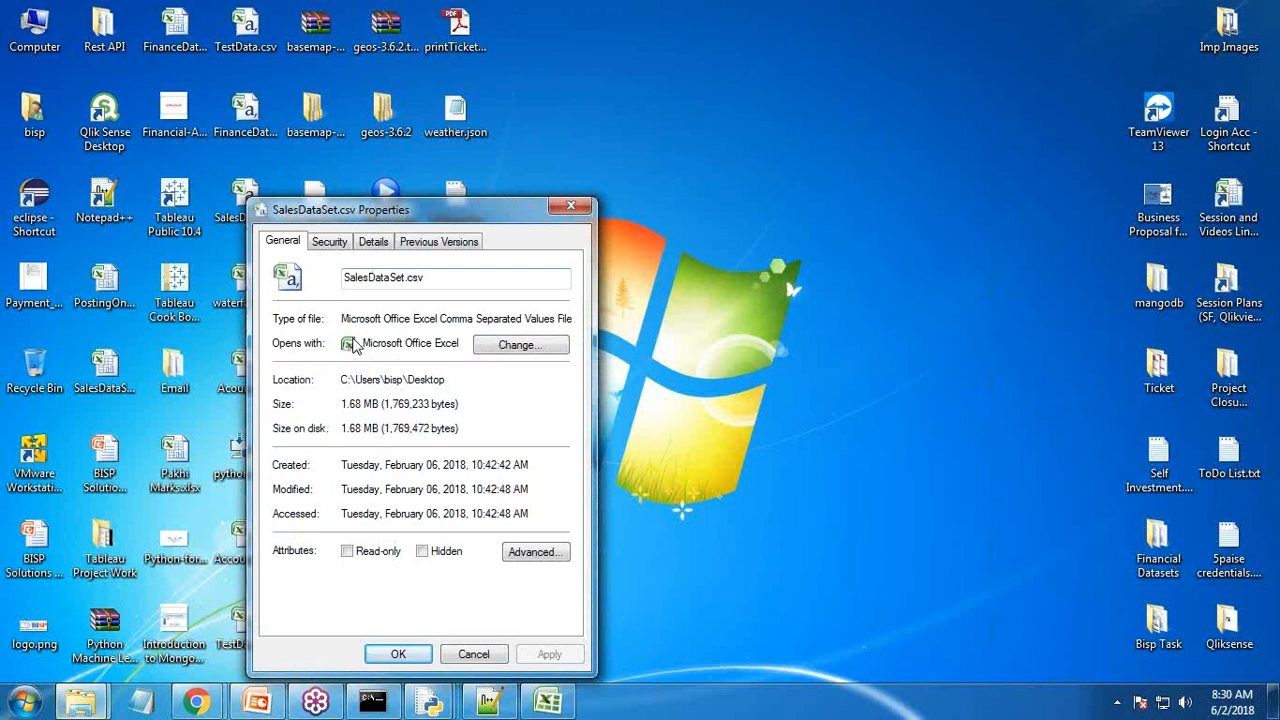 Computer
Rest API
FinanceDat...
TestData.csv
basemap-...
geos-3.6.2.t...
printTicket...
Imp Images
bisp
Qlik Sense
Desktop
Financial-A...
FinanceDat...
basemap-...
geos-3.6.2
weather.json
TeamViewer
13
Login Acc -
Shortcut
eclipse -
Shortcut
Notepad++
Tableau
Public 10.4
Business
Proposal f...
Session and
Videos Lin...
Payment_...
PostingOn...
Tableau
Cook Bo...
mangodb
Session Plans
(SF, Qlikvie...
Recycle Bin
SalesDataS...
Email
Ticket
Project
Closu...
VMware
Workstati...
BISP
Solutio...
Pakhi
Marks.xlsx
Self
Investment....
ToDo List.txt
BISP
Solutions ...
Tableau
Project Work
Python-for...
Financial
Datasets
5paise
credentials....
logo.png
Python
Machine Le...
Introduction
to Mongo...
Bisp Task
Qliksense
SalesDataSet.csv Properties
General
Security
Details
Previous Versions
SalesDataSet.csv
Type of file: Microsoft Office Excel Comma Separated Values File
Opens with: Microsoft Office Excel Change...
Location: C:\Users\bisp\Desktop
Size: 1.68 MB (1,769,233 bytes)
Size on disk: 1.68 MB (1,769,472 bytes)
Created: Tuesday, February 06, 2018, 10:42:42 AM
Modified: Tuesday, February 06, 2018, 10:42:48 AM
Accessed: Tuesday, February 06, 2018, 10:42:48 AM
Attributes: Read-only Hidden Advanced...
OK Cancel Apply
8:30 AM
6/2/2018